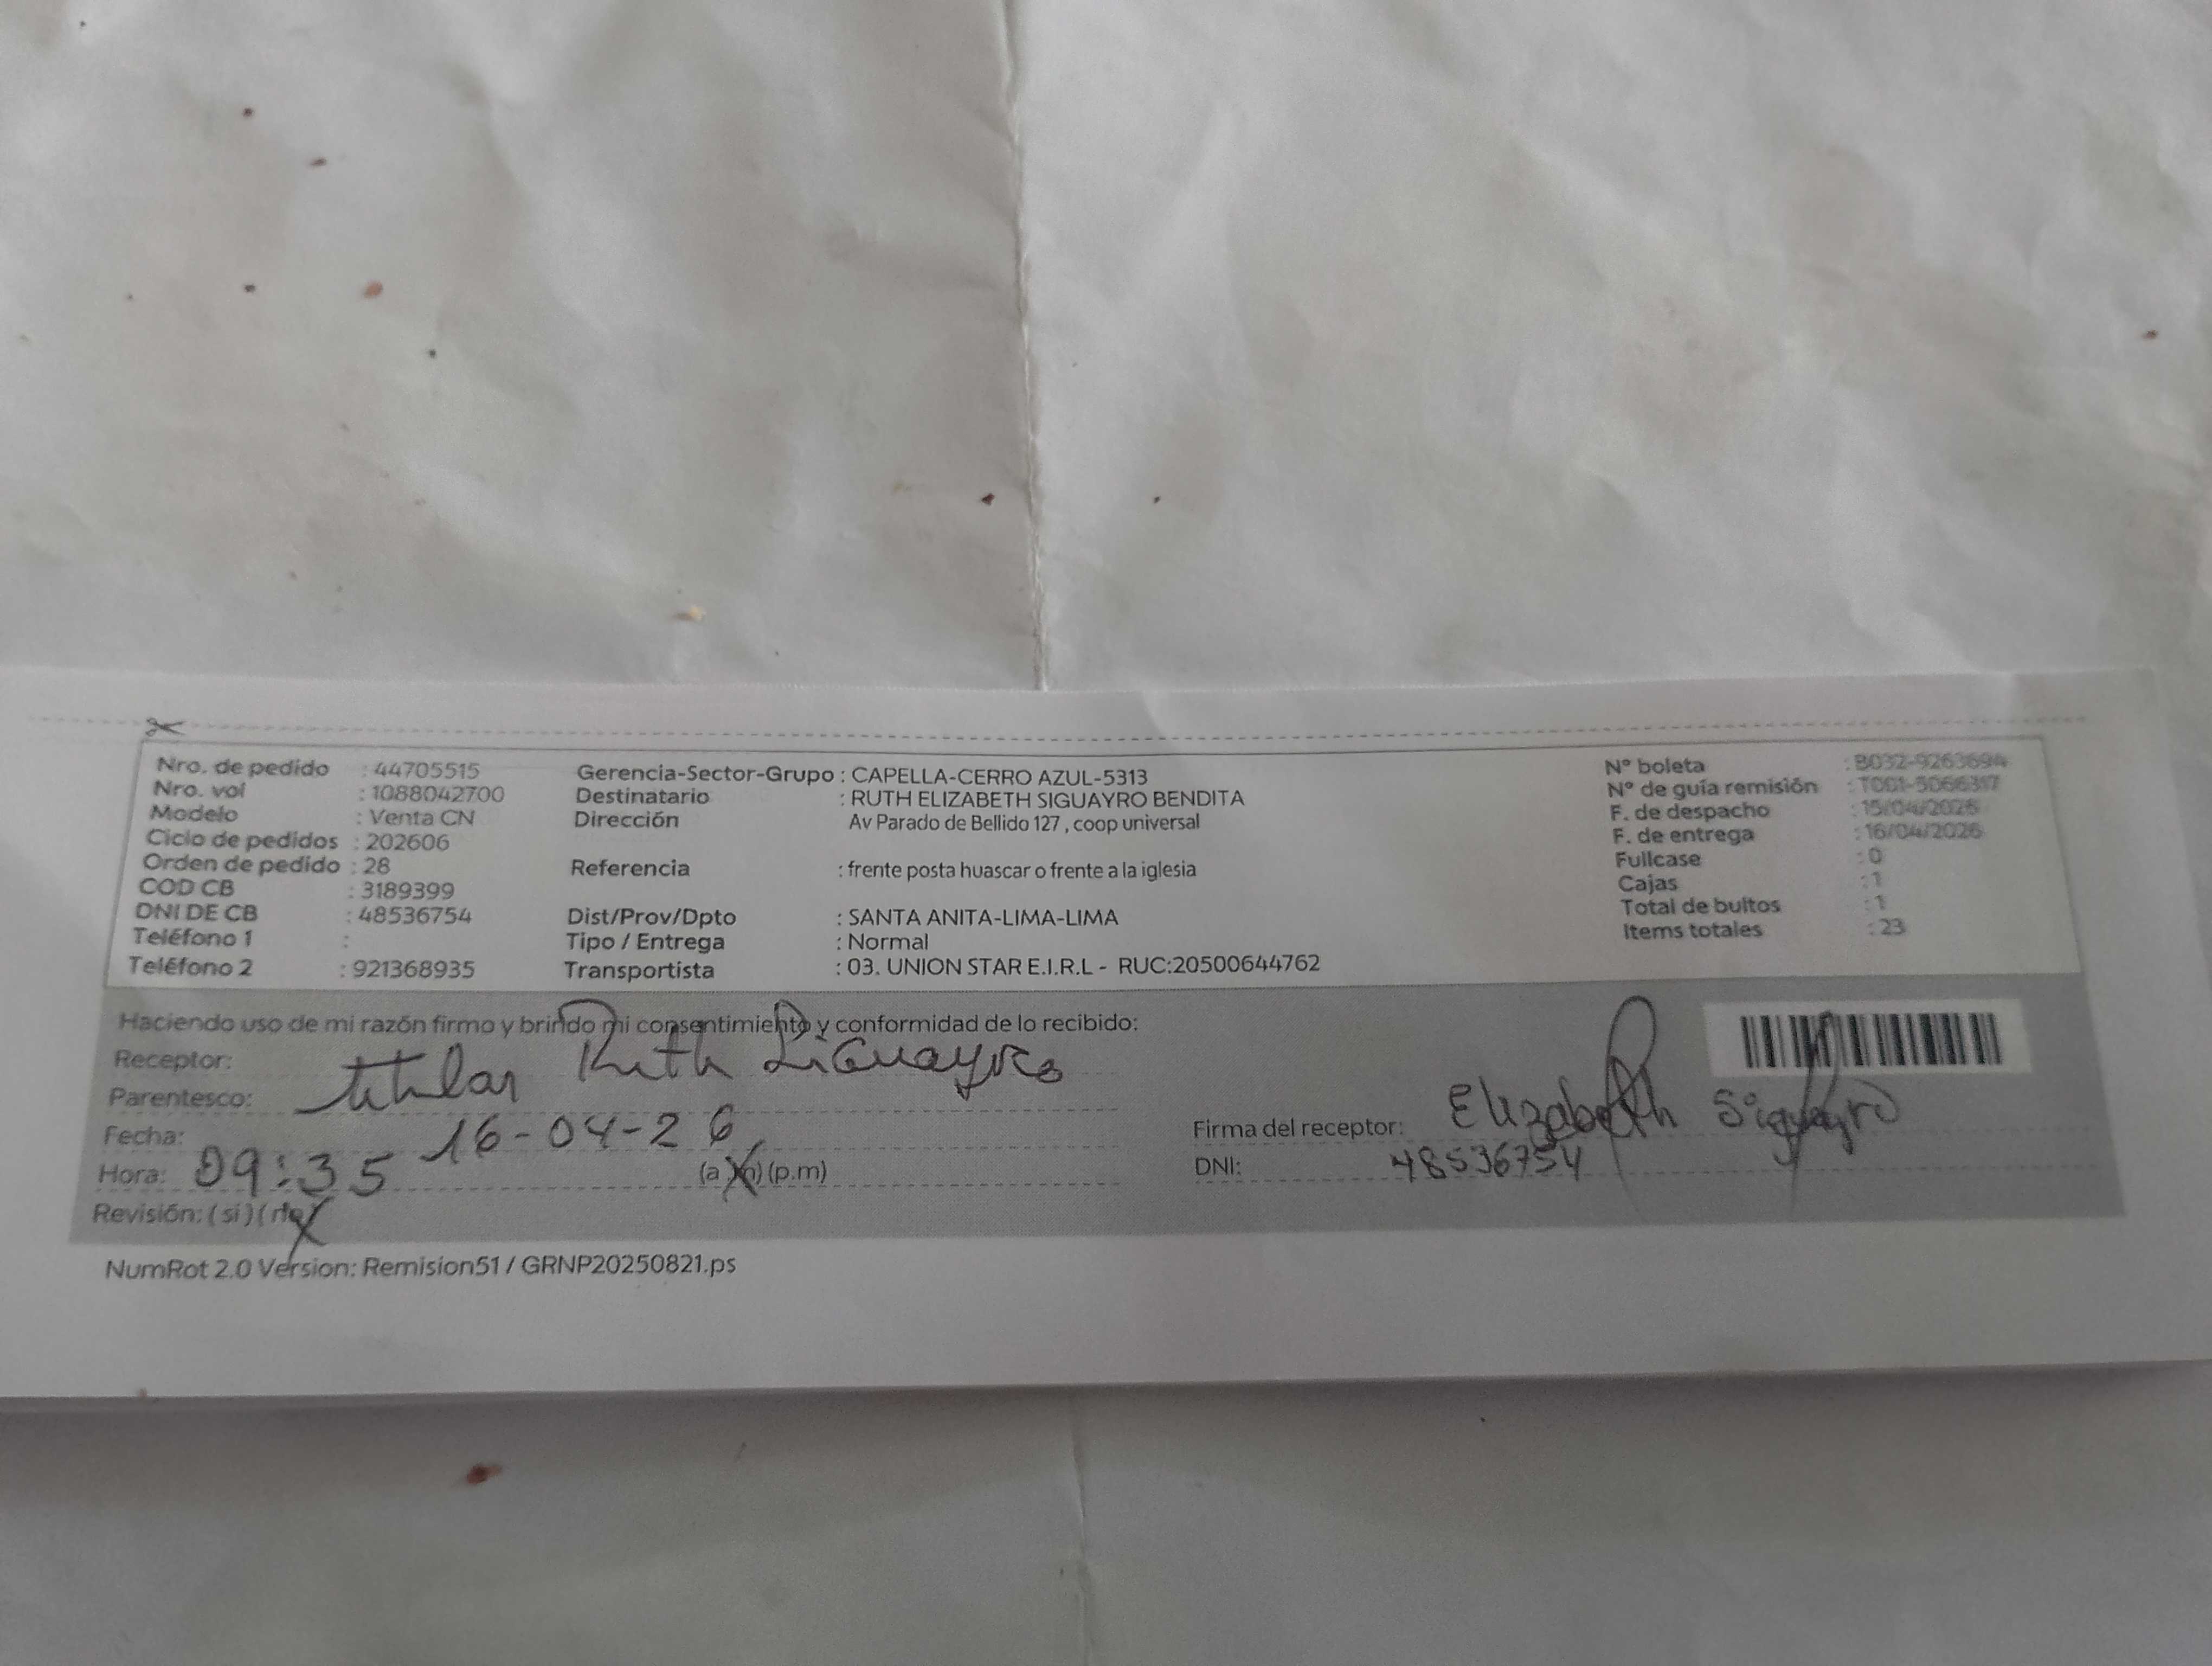 Nro. de pedido : 44705515
Nro. vol : 1088042700
Modelo : Venta CN
Ciclo de pedidos : 202606
Orden de pedido : 28
COD CB : 3189399
DNI DE CB : 48536754
Teléfono 1 :
Teléfono 2 : 921368935
Gerencia-Sector-Grupo : CAPELLA-CERRO AZUL-5313
Destinatario : RUTH ELIZABETH SIGUAYRO BENDITA
Dirección Av Parado de Bellido 127 , coop universal
Referencia : frente posta huascar o frente a la iglesia
Dist/Prov/Dpto : SANTA ANITA-LIMA-LIMA
Tipo / Entrega : Normal
Transportista : 03. UNION STAR E.I.R.L - RUC:20500644762
N° boleta : B032-9263694
N° de guía remisión : T001-5066317
F. de despacho : 15/04/2026
F. de entrega : 16/04/2026
Fullcase : 0
Cajas : 1
Total de bultos : 1
Items totales : 23
Haciendo uso de mi razón firmo y brindo mi consentimiento y conformidad de lo recibido:
Receptor: Ruth Siguayro
Parentesco: titular
Fecha: 16-04-26
Hora: 09:35 (a.m) (p.m)
Revisión: (si) (no)
Firma del receptor: Elizabeth Siguayro
DNI: 48536754
NumRot 2.0 Version: Remision51 / GRNP20250821.ps